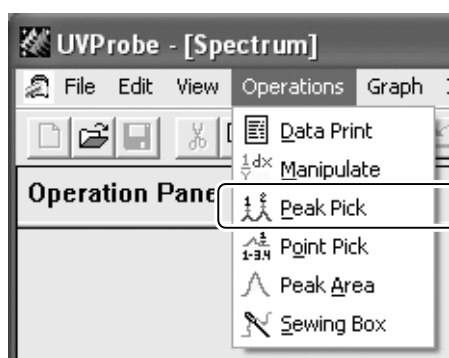 UVProbe - [Spectrum]
File Edit View Operations Graph
Data Print
Manipulate
Operation Pane
Peak Pick
Point Pick
Peak Area
Sewing Box